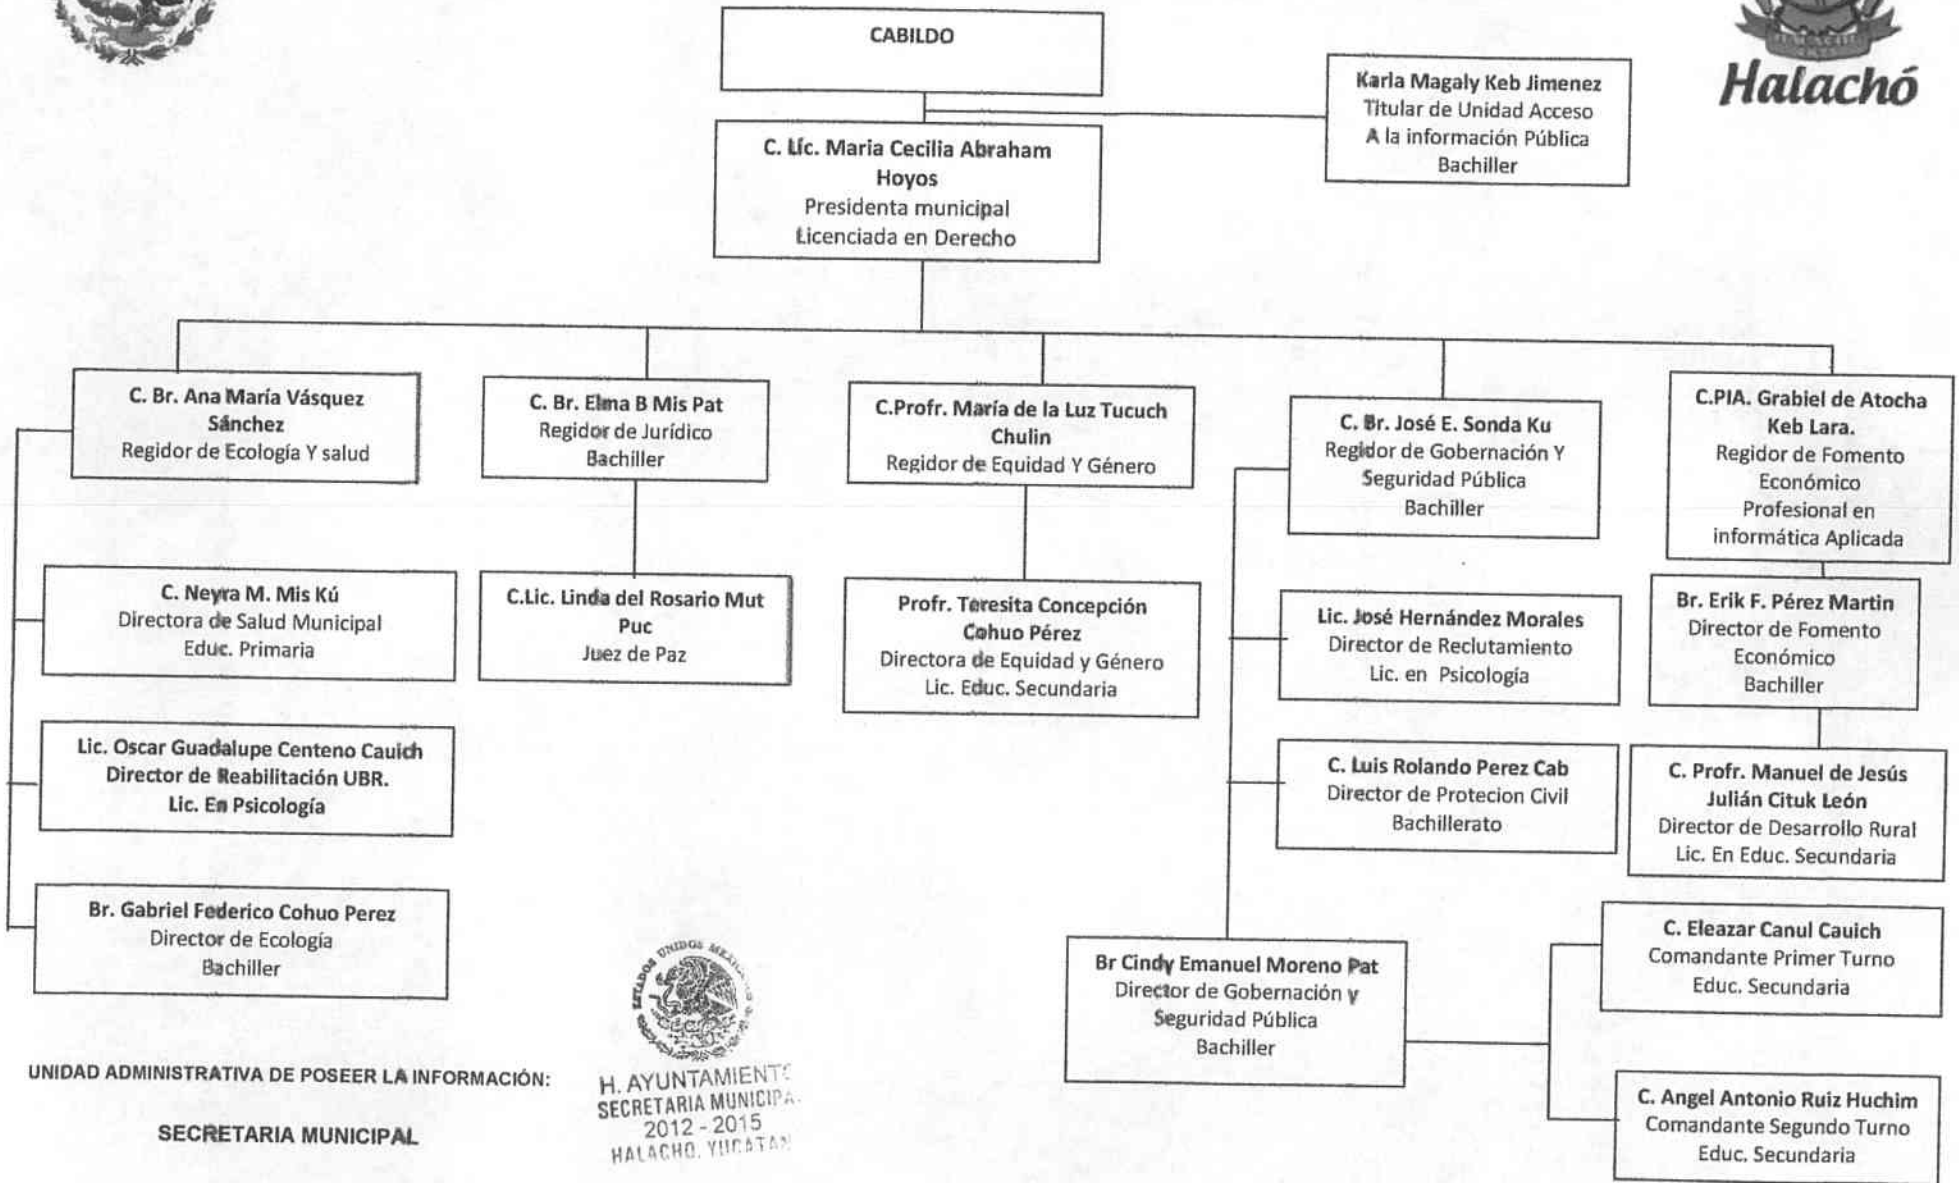 CABILDO
Karla Magaly Keb Jimenez
Titular de Unidad Acceso
A la información Pública
Bachiller
Halachó
C. Líc. Maria Cecilia Abraham
Hoyos
Presidenta municipal
Licenciada en Derecho
C. Br. Ana María Vásquez
Sánchez
Regidor de Ecología Y salud
C. Br. Elma B Mis Pat
Regidor de Jurídico
Bachiller
C.Profr. María de la Luz Tucuch
Chulin
Regidor de Equidad Y Género
C. Br. José E. Sonda Ku
Regidor de Gobernación Y
Seguridad Pública
Bachiller
C.PIA. Grabiel de Atocha
Keb Lara.
Regidor de Fomento
Económico
Profesional en
informática Aplicada
C. Neyra M. Mis Kú
Directora de Salud Municipal
Educ. Primaria
C.Lic. Linda del Rosario Mut
Puc
Juez de Paz
Profr. Teresita Concepción
Cohuo Pérez
Directora de Equidad y Género
Lic. Educ. Secundaria
Lic. José Hernández Morales
Director de Reclutamiento
Lic. en Psicología
Br. Erik F. Pérez Martin
Director de Fomento
Económico
Bachiller
Lic. Oscar Guadalupe Centeno Cauich
Director de Reabilitación UBR.
Lic. En Psicología
C. Luis Rolando Perez Cab
Director de Protecion Civil
Bachillerato
C. Profr. Manuel de Jesús
Julián Cituk León
Director de Desarrollo Rural
Lic. En Educ. Secundaria
Br. Gabriel Federico Cohuo Perez
Director de Ecología
Bachiller
Br Cindy Emanuel Moreno Pat
Director de Gobernación y
Seguridad Pública
Bachiller
C. Eleazar Canul Cauich
Comandante Primer Turno
Educ. Secundaria
C. Angel Antonio Ruiz Huchim
Comandante Segundo Turno
Educ. Secundaria
UNIDAD ADMINISTRATIVA DE POSEER LA INFORMACIÓN:
SECRETARIA MUNICIPAL
ESTADOS UNIDOS
H. AYUNTAMIENTO
SECRETARIA MUNICIPAL
2012 - 2015
HALACHO, YUCATAN